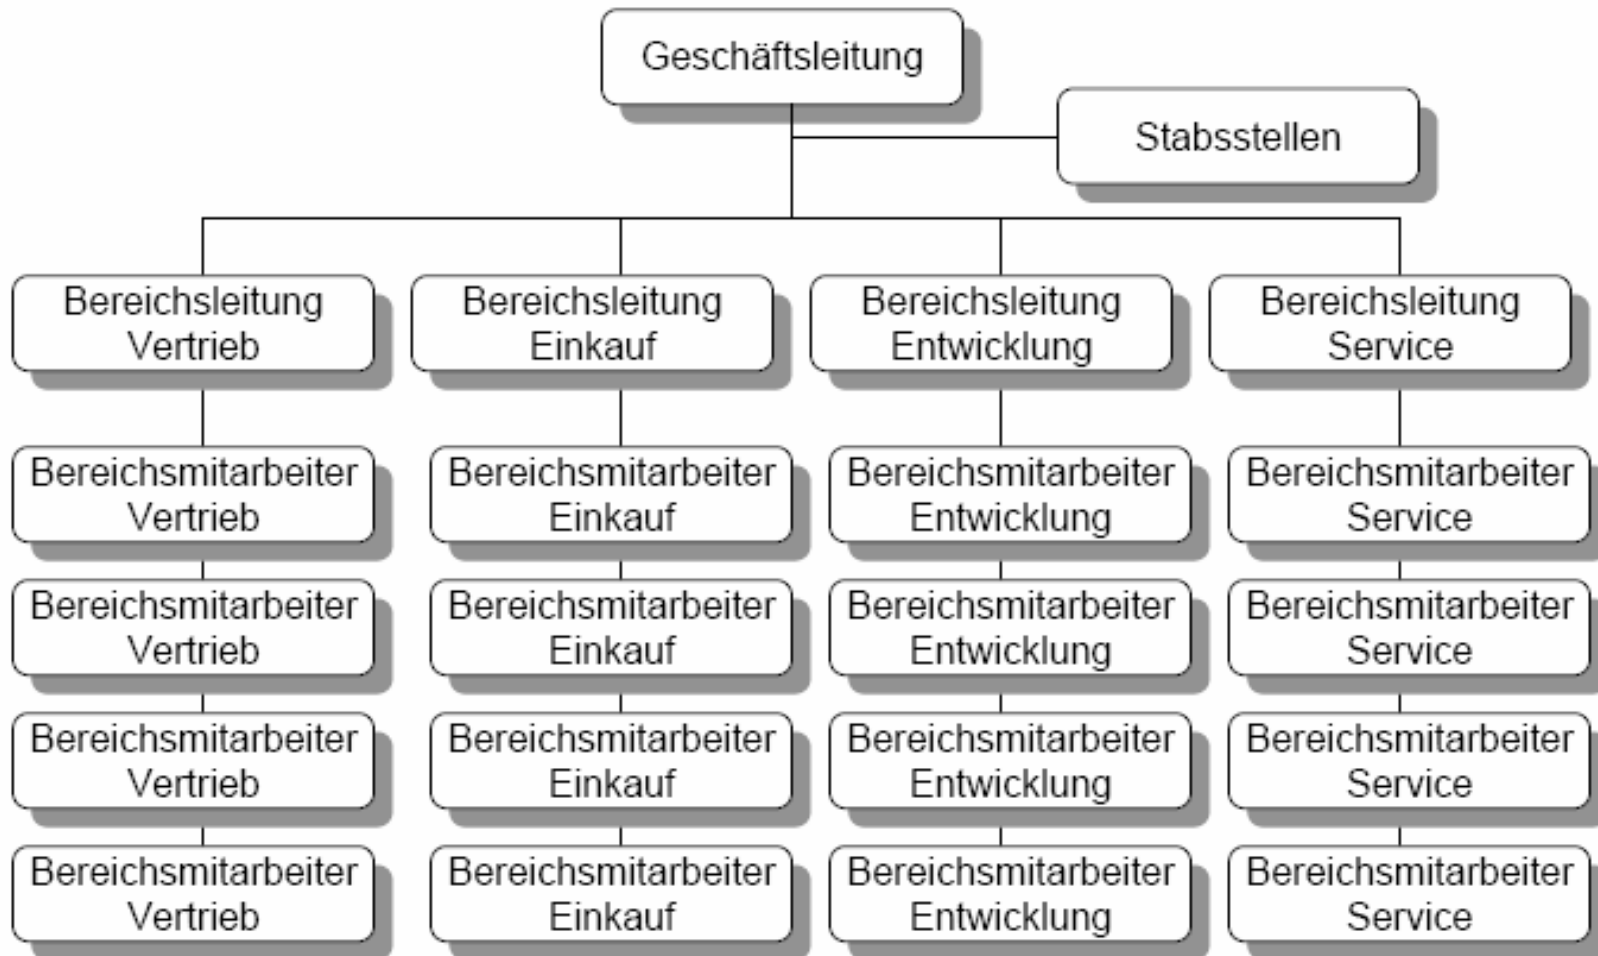 Geschäftsleitung
Stabsstellen
Bereichsleitung
Vertrieb
Bereichsleitung
Einkauf
Bereichsleitung
Entwicklung
Bereichsleitung
Service
Bereichsmitarbeiter
Vertrieb
Bereichsmitarbeiter
Einkauf
Bereichsmitarbeiter
Entwicklung
Bereichsmitarbeiter
Service
Bereichsmitarbeiter
Vertrieb
Bereichsmitarbeiter
Einkauf
Bereichsmitarbeiter
Entwicklung
Bereichsmitarbeiter
Service
Bereichsmitarbeiter
Vertrieb
Bereichsmitarbeiter
Einkauf
Bereichsmitarbeiter
Entwicklung
Bereichsmitarbeiter
Service
Bereichsmitarbeiter
Vertrieb
Bereichsmitarbeiter
Einkauf
Bereichsmitarbeiter
Entwicklung
Bereichsmitarbeiter
Service